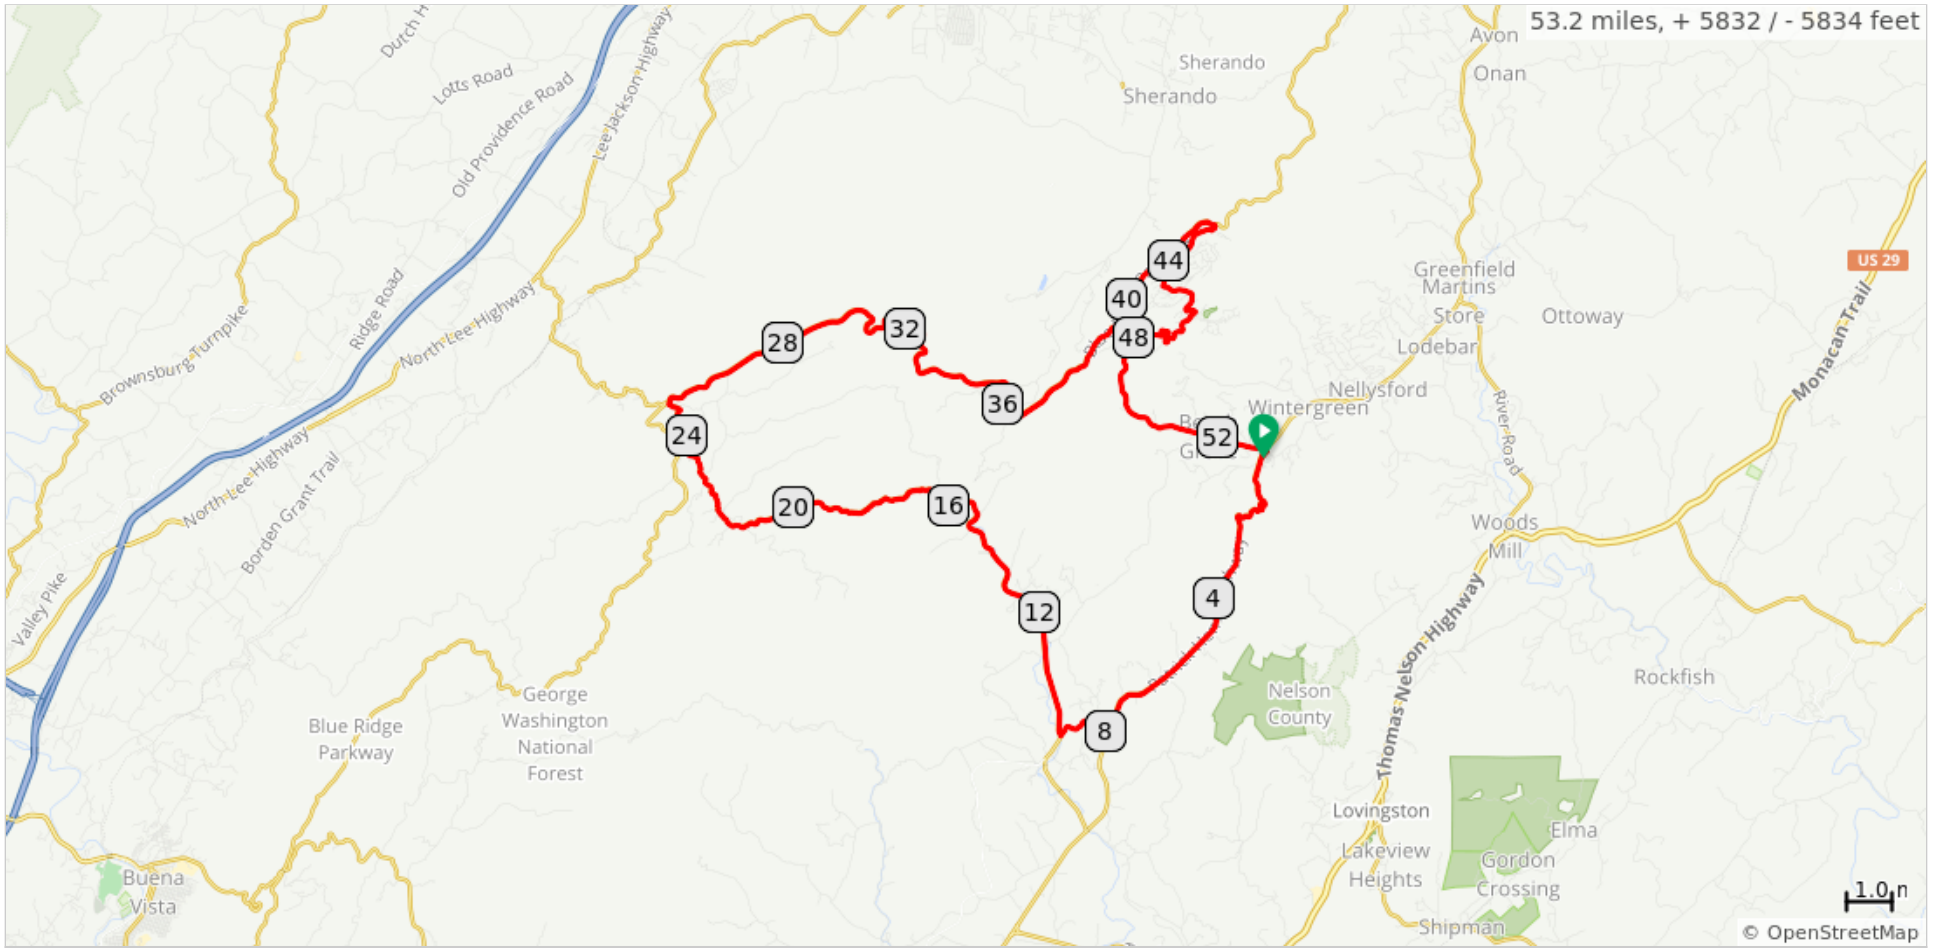 53.2 miles, + 5832 / - 5834 feet
Dutch H
Lotts Road
Old Providence Road
Lee Jackson Highway
Sherando
Sherando
Avon
Onan
US 29
Greenfield
Martins
Store
Ottoway
Lodebar
Monacan Trail
Ridge Road
North Lee Highway
Brownsburg Turnpike
44
40
48
28
32
36
Nellysford
Wintergreen
River Road
24
52
North Lee Highway
Borden Grant Trail
20
16
Woods
Mill
Valley Pike
12
4
8
Thomas Nelson Highway
Nelson
County
Rockfish
George
Washington
National
Forest
Blue Ridge
Parkway
Lovingston
Elma
Lakeview
Heights
Gordon
Crossing
Buena
Vista
Shipman
1.0
© OpenStreetMap